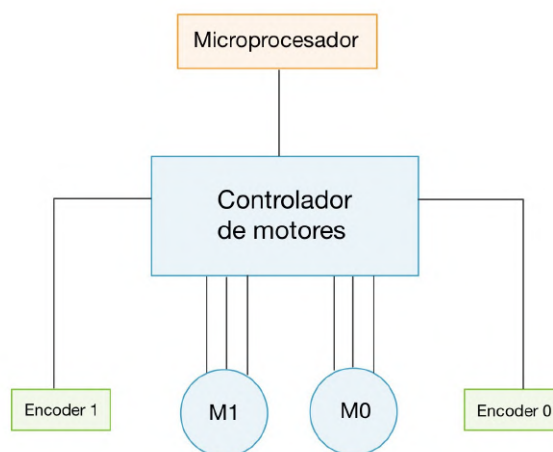 Microprocesador
Controlador
de motores
Encoder 1
M1
M0
Encoder 0